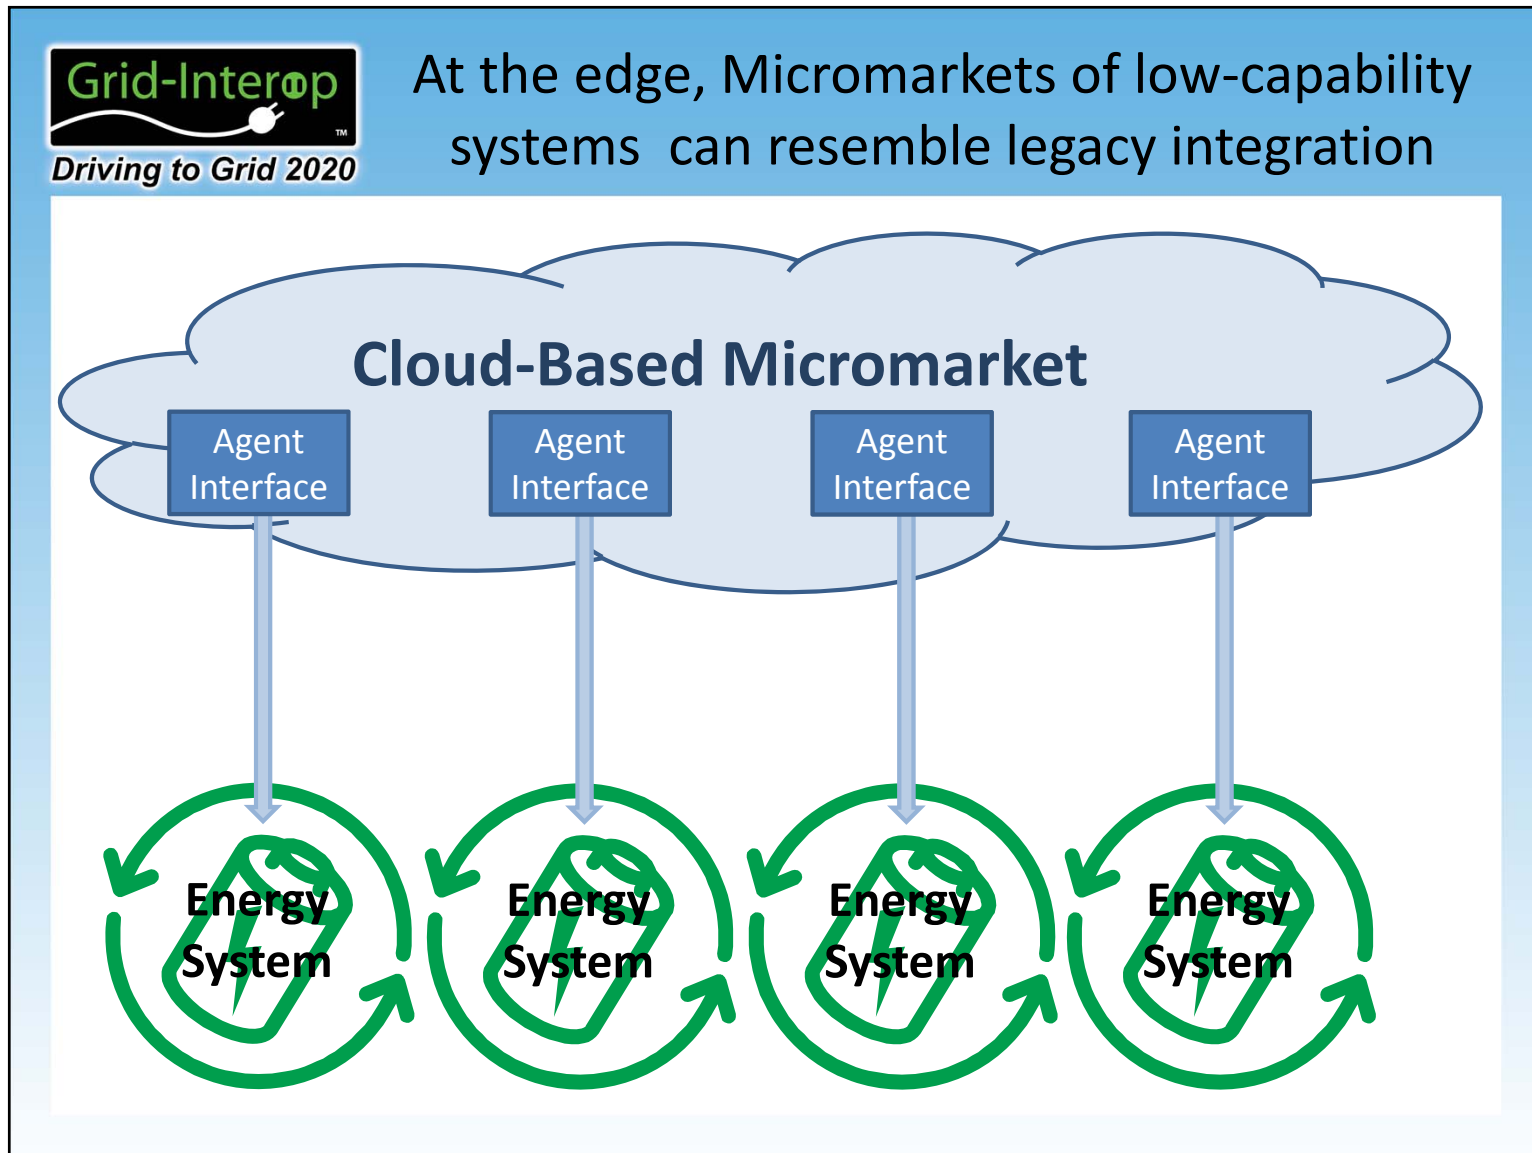 Grid-Interop
™
Driving to Grid 2020
At the edge, Micromarkets of low-capability
systems can resemble legacy integration
Cloud-Based Micromarket
Agent
Interface
Agent
Interface
Agent
Interface
Agent
Interface
Energy
System
Energy
System
Energy
System
Energy
System